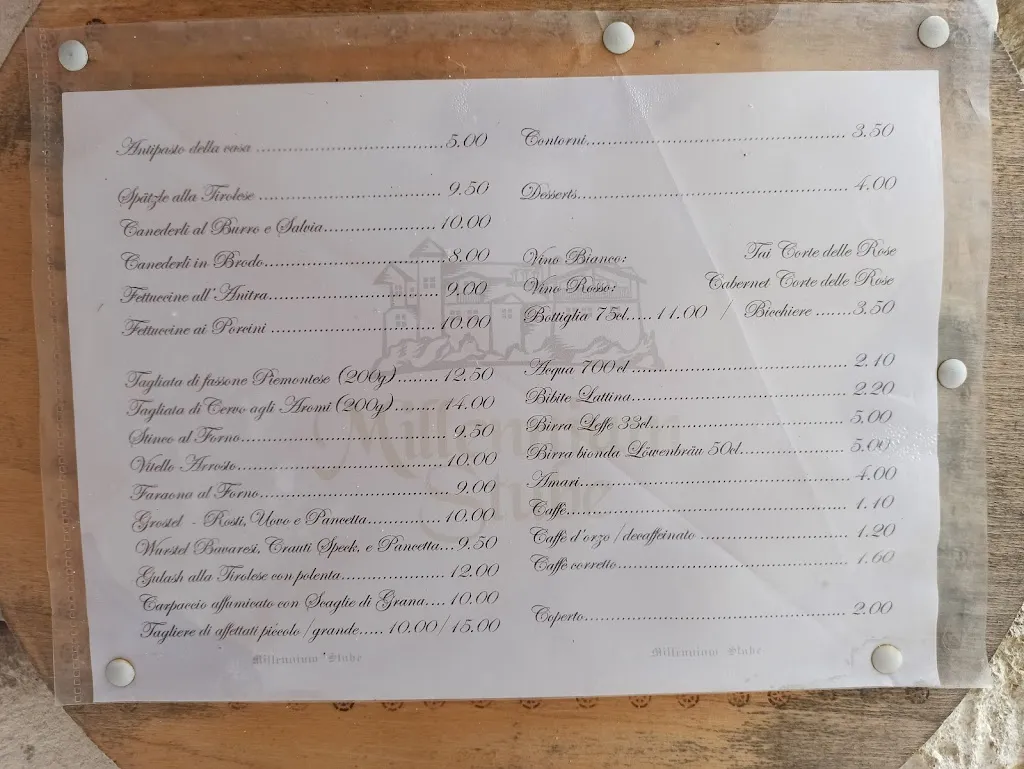 Antipasto della casa ..............................5.00
Spätzle alla Tirolese .............................. 9.50
Canederli al Burro e Salvia......................10.00
Canederli in Brodo..............................8.00
Fettuccine all'Anitra..............................9.00
Fettuccine ai Porcini ..............................10.00
Tagliata di fassone Piemontese (200g)......... 12.50
Tagliata di Cervo agli Aromi (200g)......... 14.00
Stinco al Forno.............................. 9.50
Vitello Arrosto..............................10.00
Faraona al Forno.............................. 9.00
Grostel - Rosti, Uovo e Pancetta...............10.00
Wurstel Bavaresi, Crauti Speck, e Pancetta...9.50
Gulash alla Tirolese con polenta.................. 12.00
Carpaccio affumicato con Scaglie di Grana....10.00
Tagliere di affettati piccolo /grande..... 10.00/15.00
Millennium Stube
Contorni.............................. 3.50
Desserts.............................. 4.00
Vino Bianco: Tai Corte delle Rose
Vino Rosso: Cabernet Corte delle Rose
Bottiglia 75cl.....11.00 / Bicchiere .......3.50
Acqua 700cl.............................. 2.10
Bibite Lattina.............................. 2.20
Birra Leffe 33cl.............................. 5.00
Birra bionda Löwenbräu 50cl.................. 5.00
Amari.............................. 4.00
Caffè.............................. 1.10
Caffè d'orzo /decaffeinato .................. 1.20
Caffè corretto.............................. 1.60
Coperto.............................. 2.00
Millennium Stube
Millennium
Stube